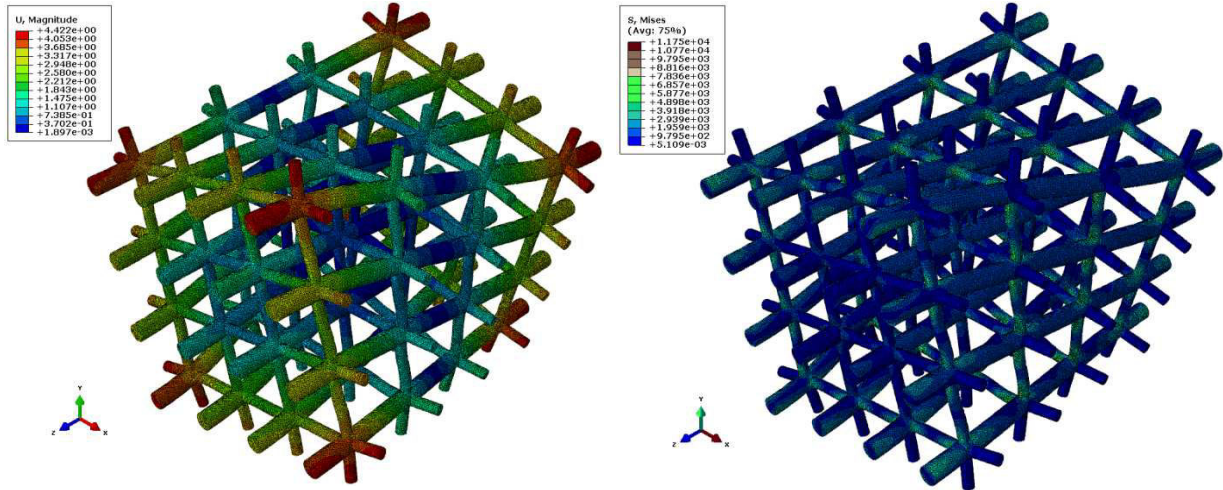 U, Magnitude
+4.422e+00
+4.053e+00
+3.685e+00
+3.317e+00
+2.948e+00
+2.580e+00
+2.212e+00
+1.843e+00
+1.475e+00
+1.107e+00
+7.385e-01
+3.702e-01
+1.897e-03
Y
Z
X
S, Mises
(Avg: 75%)
+1.175e+04
+1.077e+04
+9.795e+03
+8.816e+03
+7.836e+03
+6.857e+03
+5.877e+03
+4.898e+03
+3.918e+03
+2.939e+03
+1.959e+03
+9.795e+02
+5.109e-03
Y
Z
X